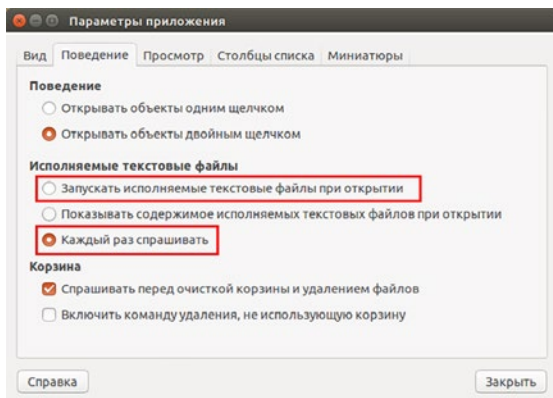 Параметры приложения
Вид Поведение Просмотр Столбцы списка Миниатюры
Поведение
Открывать объекты одним щелчком
Открывать объекты двойным щелчком
Исполняемые текстовые файлы
Запускать исполняемые текстовые файлы при открытии
Показывать содержимое исполняемых текстовых файлов при открытии
Каждый раз спрашивать
Корзина
Спрашивать перед очисткой корзины и удалением файлов
Включить команду удаления, не использующую корзину
Справка Закрыть